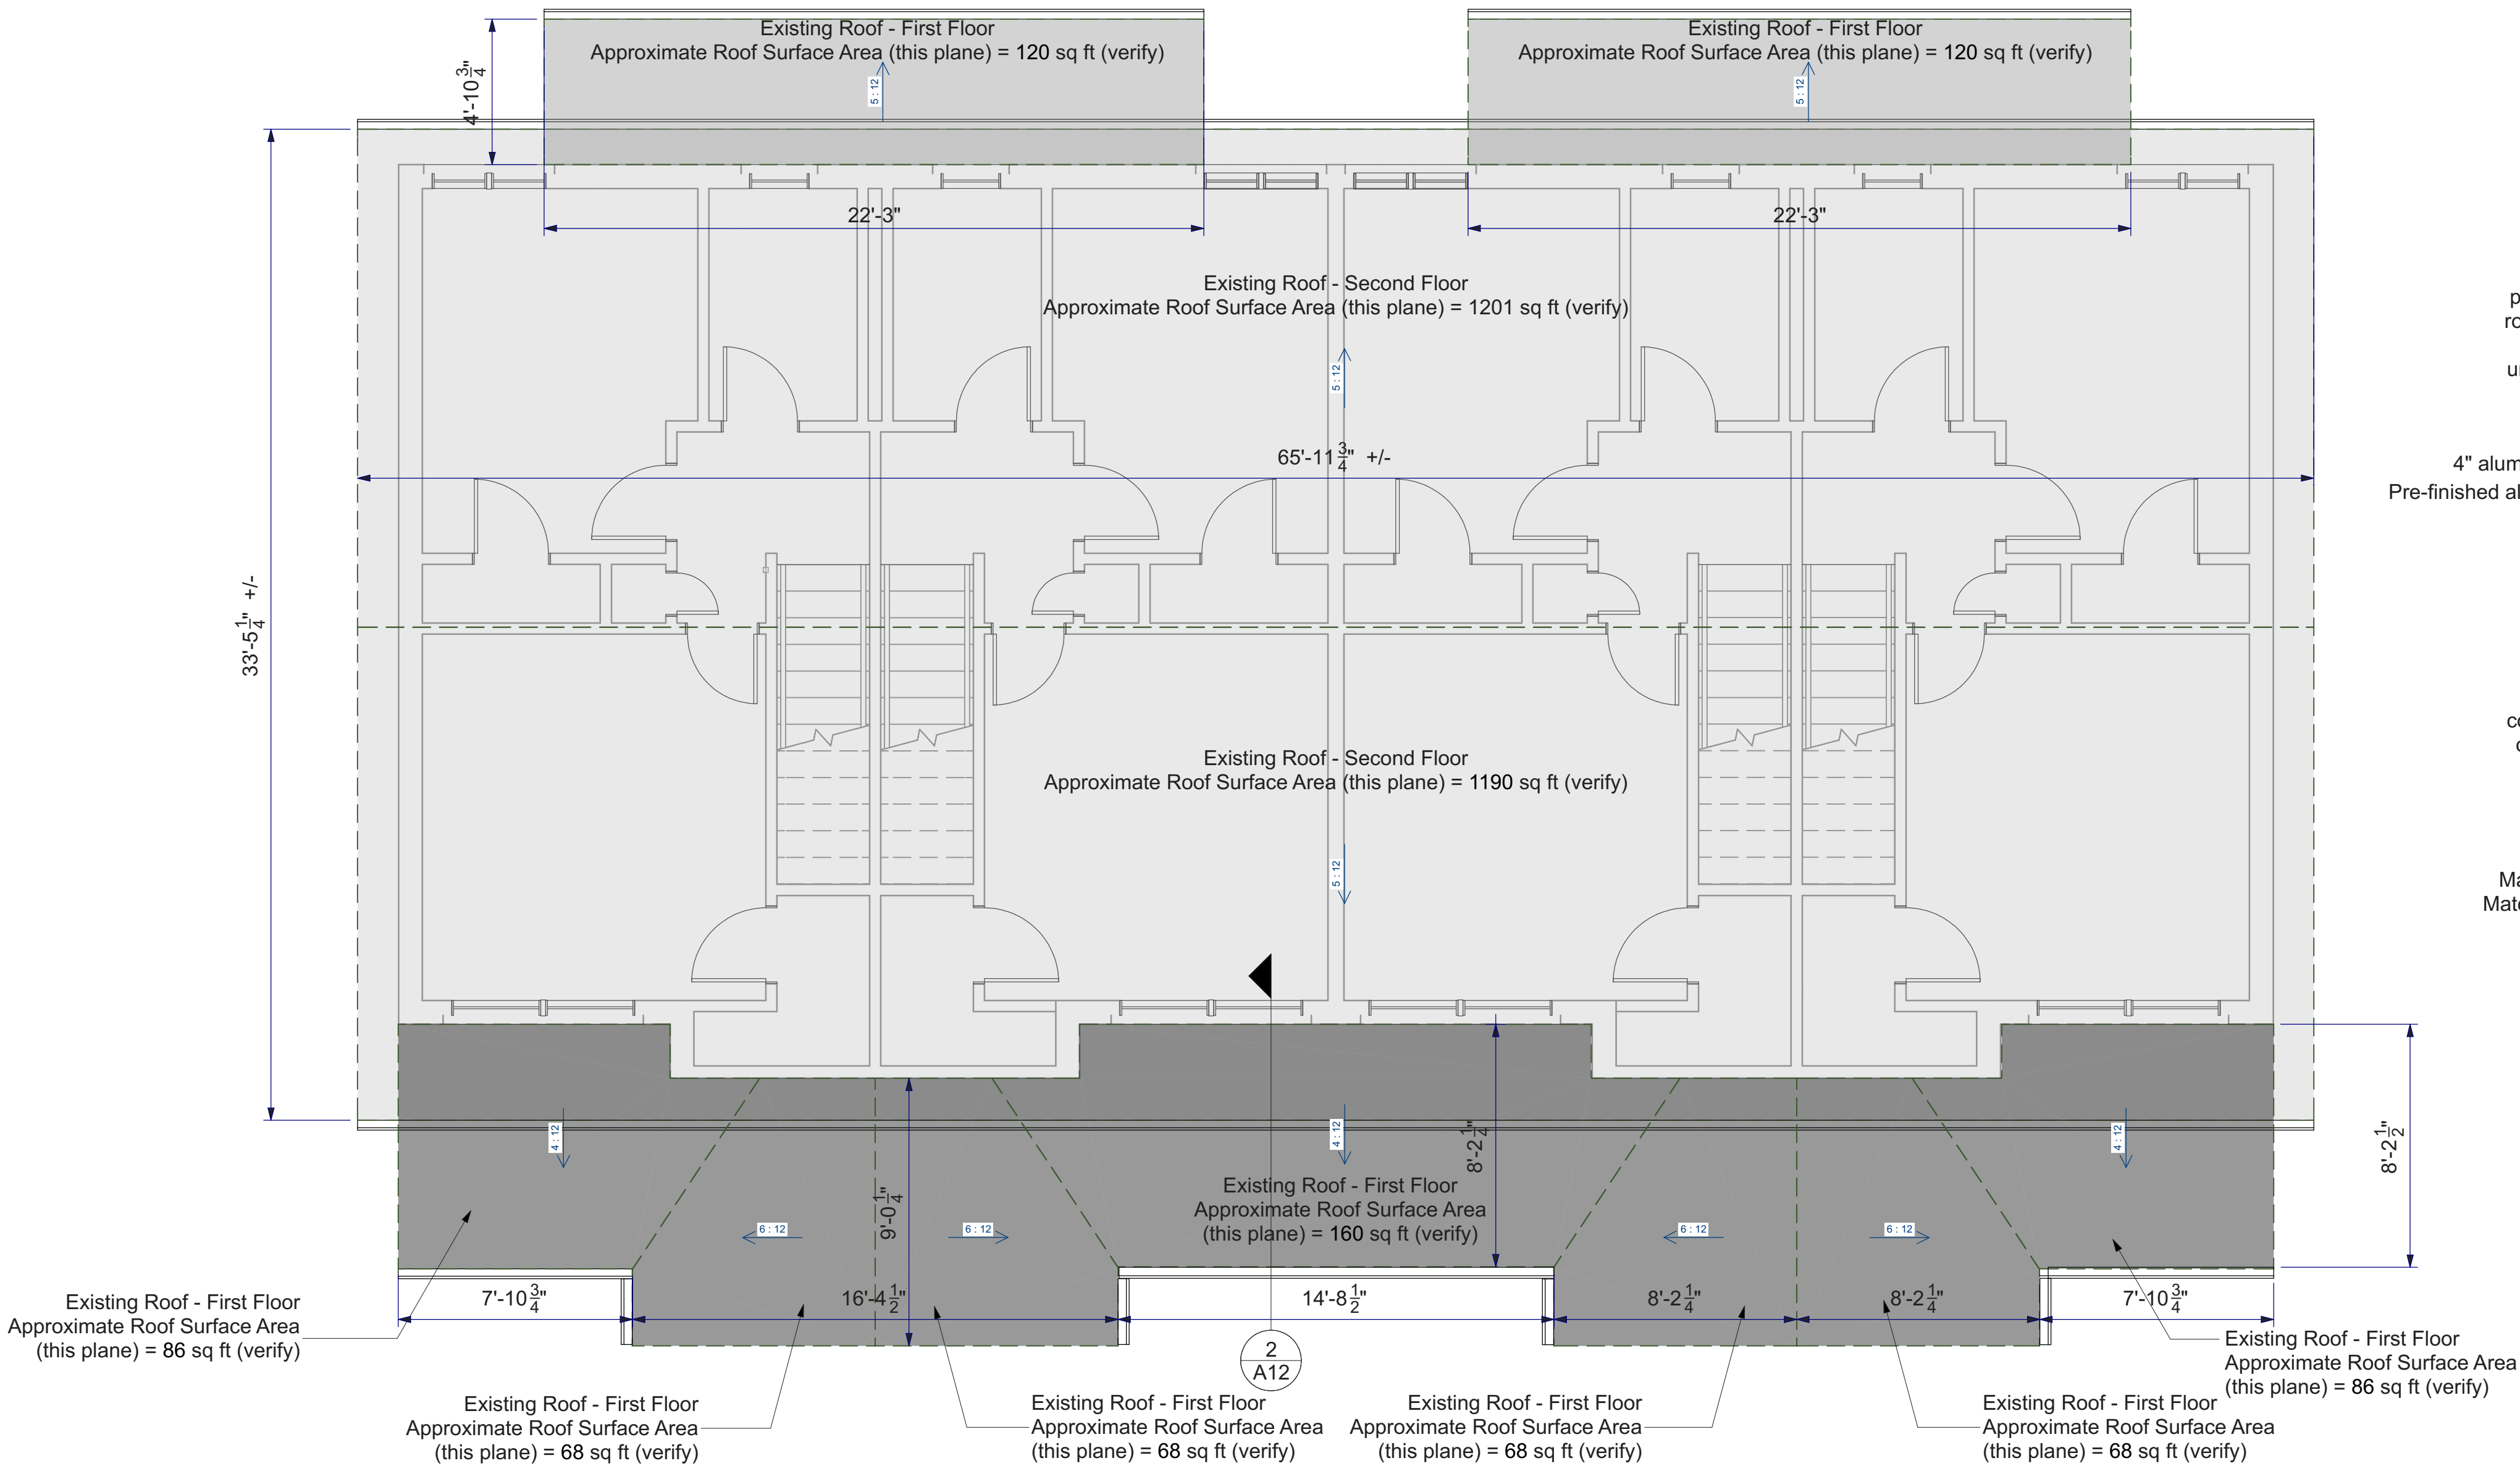 Existing Roof - First Floor
Approximate Roof Surface Area (this plane) = 120 sq ft (verify)
Existing Roof - First Floor
Approximate Roof Surface Area (this plane) = 120 sq ft (verify)
4'-10 3/4"
5 : 12
5 : 12
22'-3"
22'-3"
Existing Roof - Second Floor
Approximate Roof Surface Area (this plane) = 1201 sq ft (verify)
5 : 12
65'-11 3/4" +/-
4" alum
Pre-finished al
33'-5 1/4" +/-
Existing Roof - Second Floor
Approximate Roof Surface Area (this plane) = 1190 sq ft (verify)
5 : 12
4 : 12
4 : 12
4 : 12
8'-2 1/4"
8'-2 1/2"
Existing Roof - First Floor
Approximate Roof Surface Area
(this plane) = 160 sq ft (verify)
9'-0 1/4"
6 : 12
6 : 12
6 : 12
6 : 12
7'-10 3/4"
16'-4 1/2"
14'-8 1/2"
8'-2 1/4"
8'-2 1/4"
7'-10 3/4"
Existing Roof - First Floor
Approximate Roof Surface Area
(this plane) = 86 sq ft (verify)
2
A12
Existing Roof - First Floor
Approximate Roof Surface Area
(this plane) = 86 sq ft (verify)
Existing Roof - First Floor
Approximate Roof Surface Area
(this plane) = 68 sq ft (verify)
Existing Roof - First Floor
Approximate Roof Surface Area
(this plane) = 68 sq ft (verify)
Existing Roof - First Floor
Approximate Roof Surface Area
(this plane) = 68 sq ft (verify)
Existing Roof - First Floor
Approximate Roof Surface Area
(this plane) = 68 sq ft (verify)